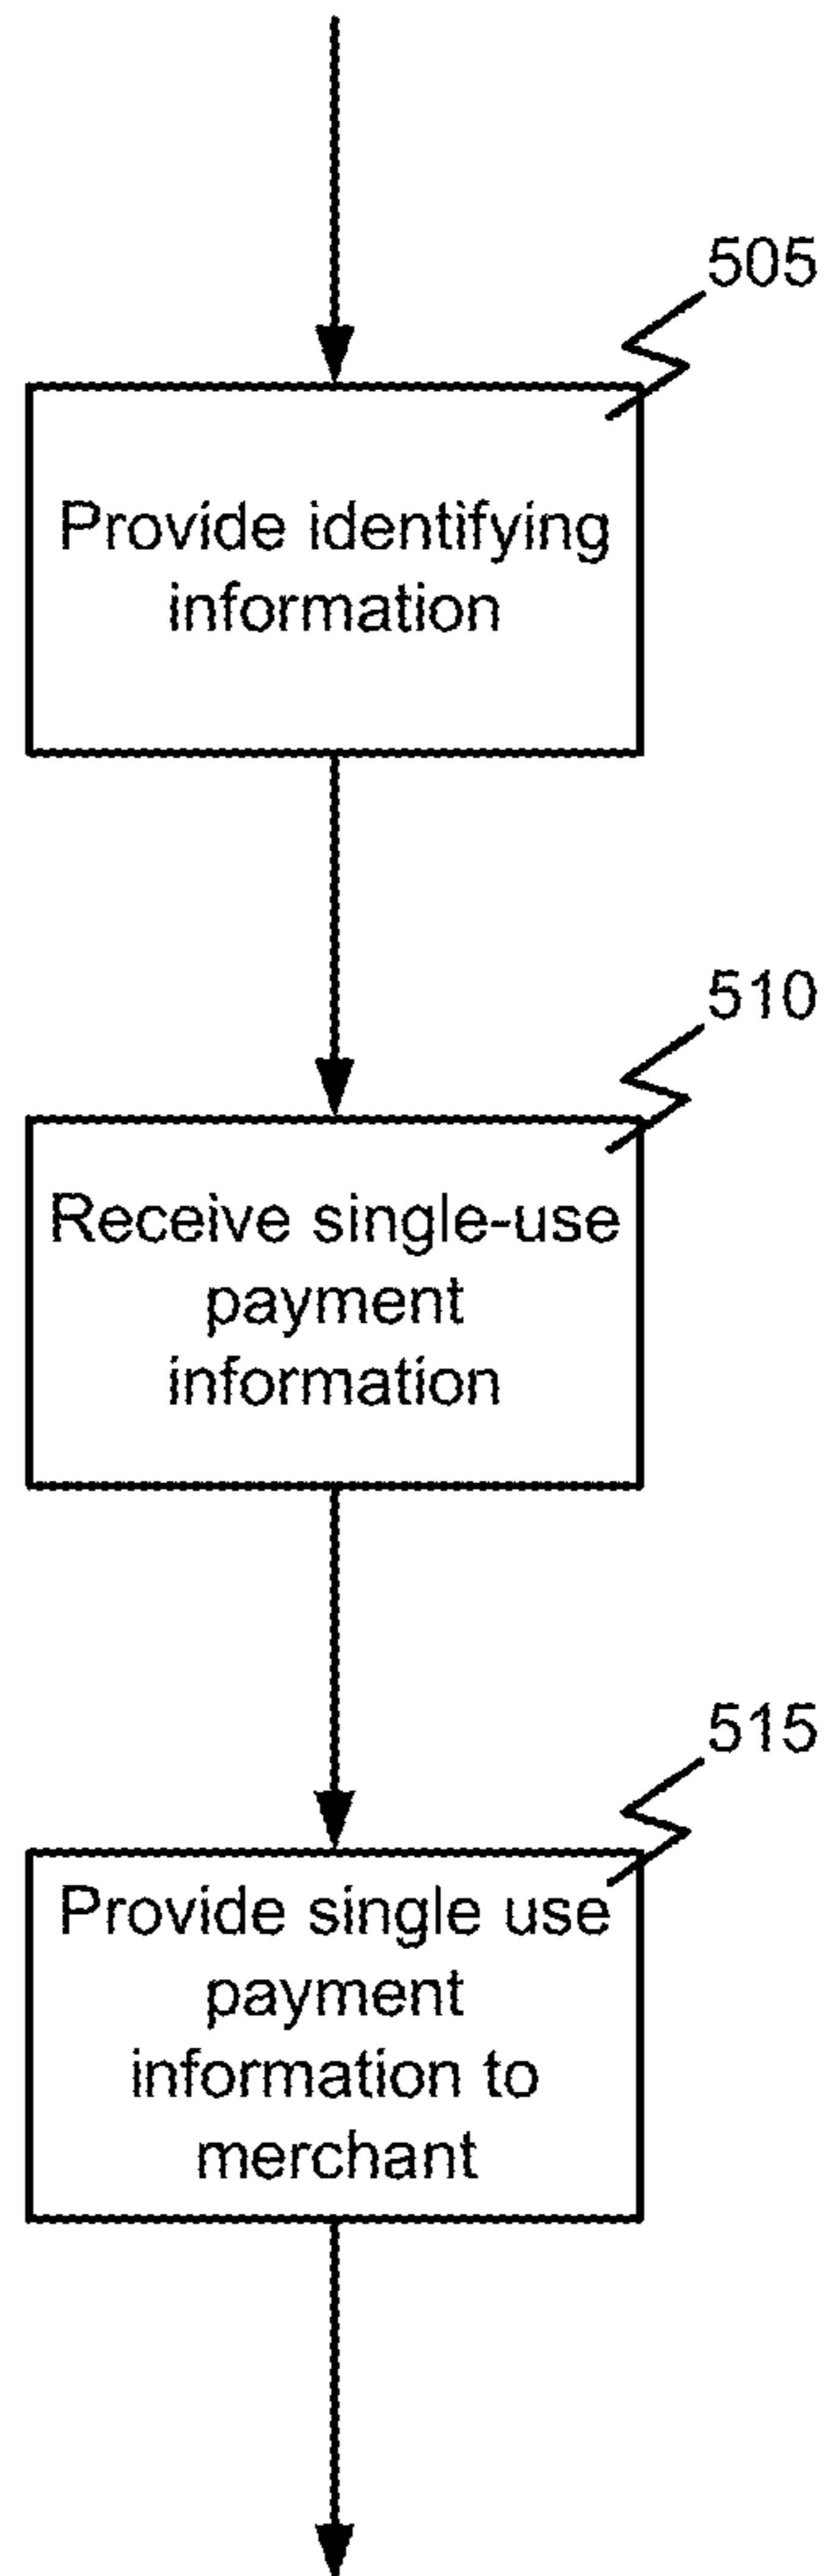 505
Provide identifying
information
510
Receive single-use
payment
information
515
Provide single use
payment
information to
merchant